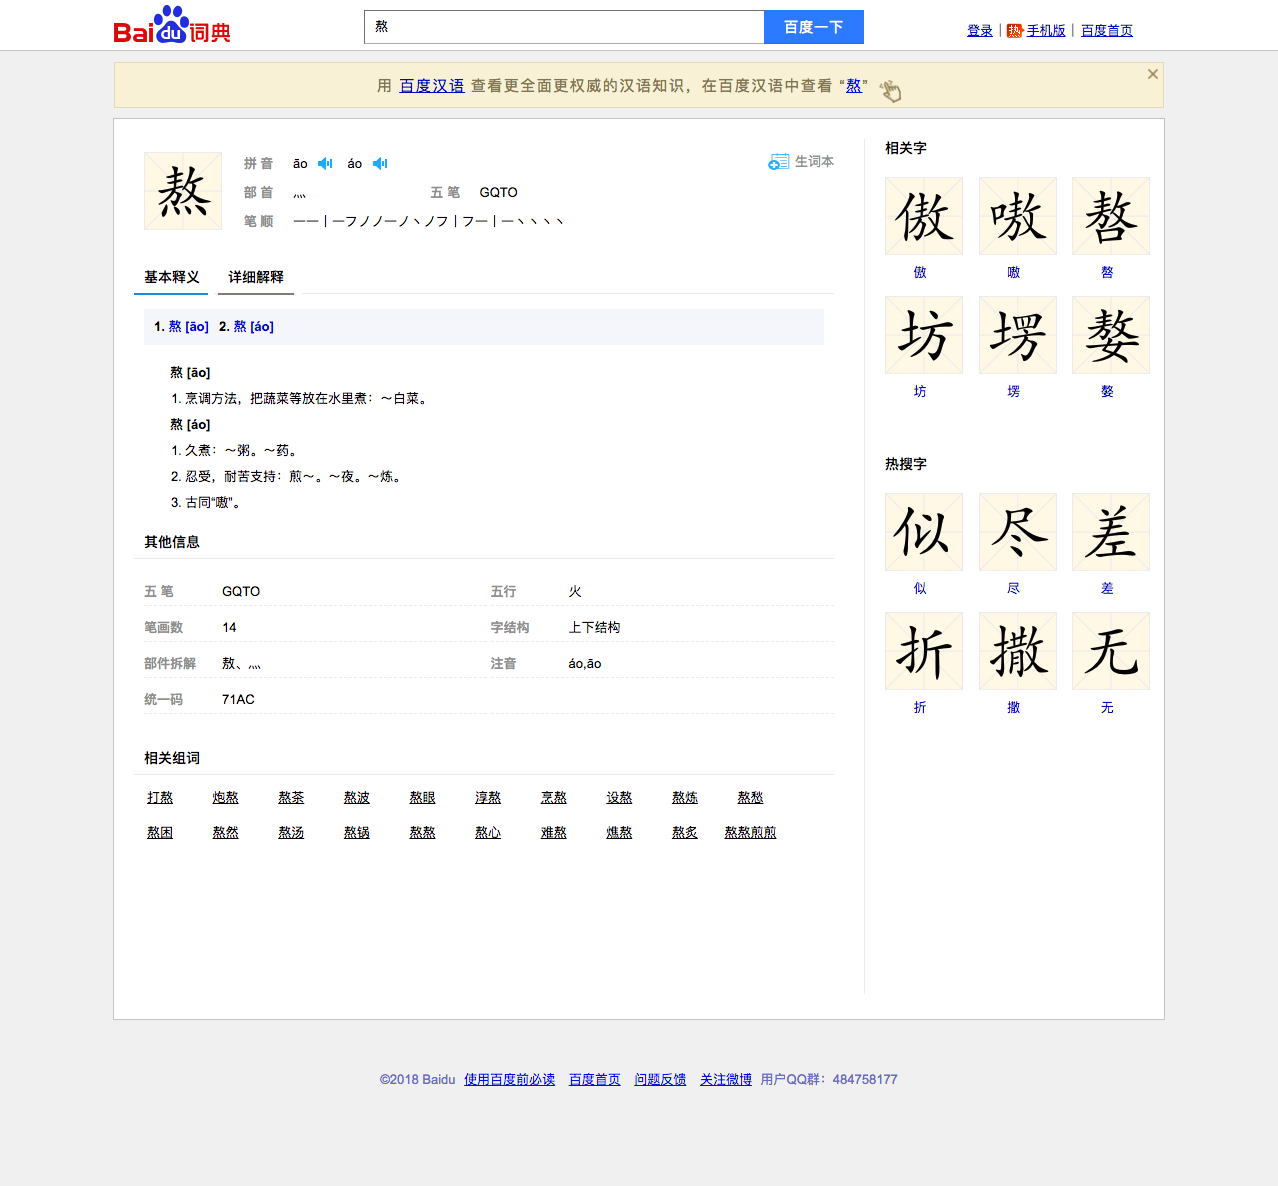 Baidu词典
熬
百度一下
登录 | 热 手机版 | 百度首页
用 百度汉语 查看更全面更权威的汉语知识，在百度汉语中查看 “熬”
熬
拼 音 āo áo
生词本
部 首 灬 五 笔 GQTO
笔 顺 一一丨一フノノ一ノ丶ノフ丨フ一丨一丶丶丶丶
基本释义 详细解释
1. 熬 [āo] 2. 熬 [áo]
熬 [āo]
1. 烹调方法，把蔬菜等放在水里煮：～白菜。
熬 [áo]
1. 久煮：～粥。～药。
2. 忍受，耐苦支持：煎～。～夜。～炼。
3. 古同“嗷”。
其他信息
五 笔 GQTO 五行 火
笔画数 14 字结构 上下结构
部件拆解 敖、灬 注音 áo,āo
统一码 71AC
相关组词
打熬 炮熬 熬茶 熬波 熬眼 淳熬 烹熬 设熬 熬炼 熬愁
熬困 熬然 熬汤 熬锅 熬熬 熬心 难熬 燋熬 熬炙 熬熬煎煎
相关字
傲 嗷 嶅
傲 嗷 嶅
坊 堮 嫯
坊 堮 嫯
热搜字
似 尽 差
似 尽 差
折 撒 无
折 撒 无
©2018 Baidu 使用百度前必读 百度首页 问题反馈 关注微博 用户QQ群：484758177